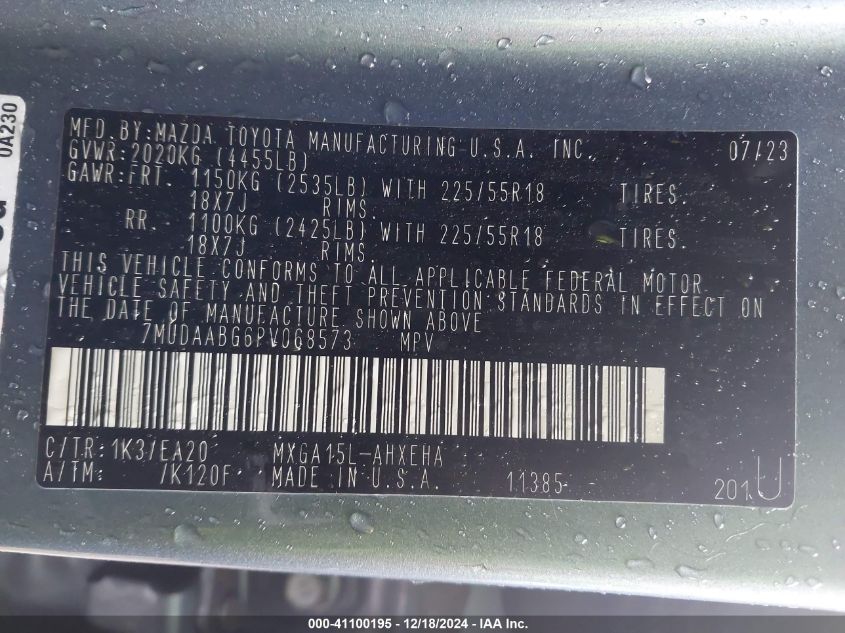 0A230
MFD.BY:MAZDA TOYOTA MANUFACTURING U.S.A. INC. 07/23
GVWR:2020KG (4455LB)
GAWR:FRT. 1150KG (2535LB) WITH 225/55R18 TIRES.
18X7J RIMS.
RR. 1100KG (2425LB) WITH 225/55R18 TIRES.
18X7J RIMS.
THIS VEHICLE CONFORMS TO ALL APPLICABLE FEDERAL MOTOR
VEHICLE SAFETY AND THEFT PREVENTION STANDARDS IN EFFECT ON
THE DATE OF MANUFACTURE SHOWN ABOVE
7MUDAABG6PV068573 MPV
C/TR:1K3/EA20 MXGA15L-AHXEHA
A/TM: /K120F MADE IN U.S.A. 11385 201U
000-41100195 - 12/18/2024 - IAA Inc.